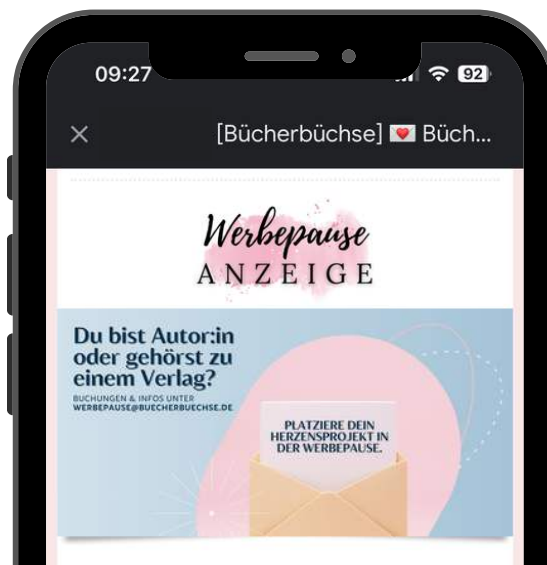 09:27
92
[Bücherbüchse] 💌 Büch...
Werbepause
ANZEIGE
Du bist Autor:in
oder gehörst zu
einem Verlag?
BUCHUNGEN & INFOS UNTER
WERBEPAUSE@BUECHERBUECHSE.DE
PLATZIERE DEIN
HERZENSPROJEKT IN
DER WERBEPAUSE.